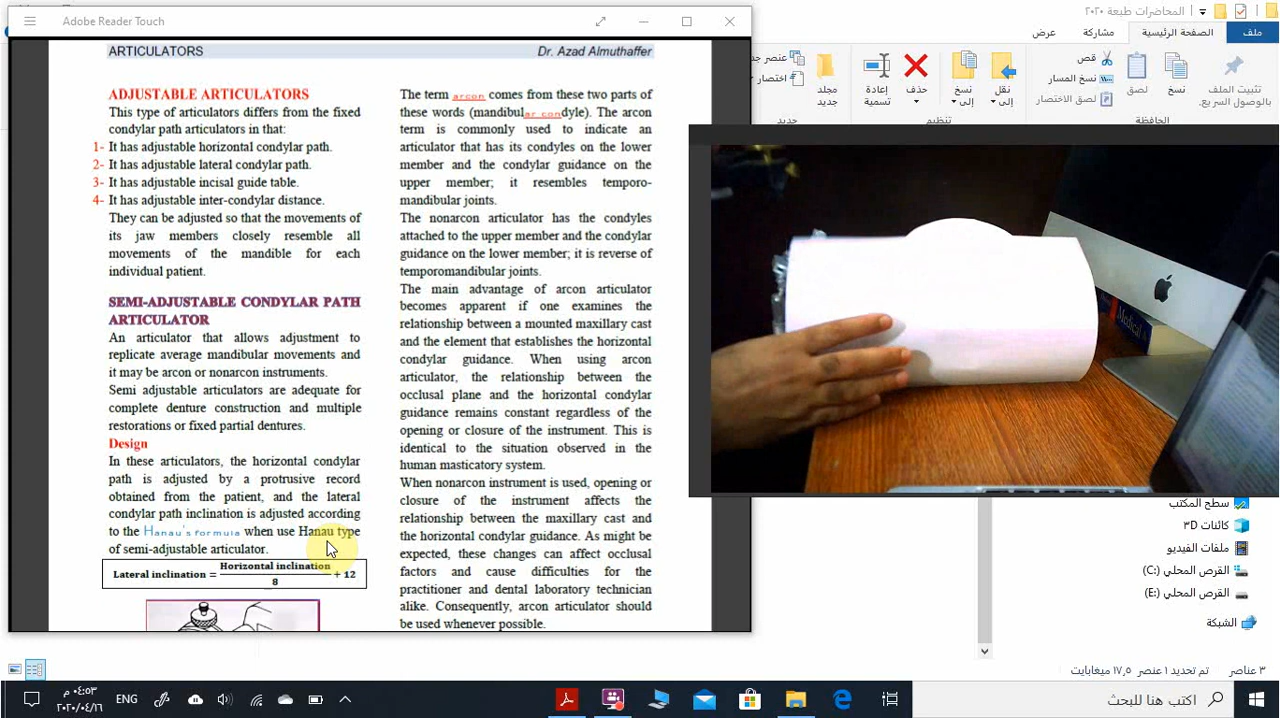 Adobe Reader Touch
ARTICULATORS
Dr. Azad Almuthaffer
ADJUSTABLE ARTICULATORS
This type of articulators differs from the fixed
condylar path articulators in that:
1- It has adjustable horizontal condylar path.
2- It has adjustable lateral condylar path.
3- It has adjustable incisal guide table.
4- It has adjustable inter-condylar distance.
They can be adjusted so that the movements of
its jaw members closely resemble all
movements of the mandible for each
individual patient.
SEMI-ADJUSTABLE CONDYLAR PATH
ARTICULATOR
An articulator that allows adjustment to
replicate average mandibular movements and
it may be arcon or nonarcon instruments.
Semi adjustable articulators are adequate for
complete denture construction and multiple
restorations or fixed partial dentures.
Design
In these articulators, the horizontal condylar
path is adjusted by a protrusive record
obtained from the patient, and the lateral
condylar path inclination is adjusted according
to the Hanau's formula when use Hanau type
of semi-adjustable articulator.
Lateral inclination = Horizontal inclination / 8 + 12
The term arcon comes from these two parts of
these words (mandibular condyle). The arcon
term is commonly used to indicate an
articulator that has its condyles on the lower
member and the condylar guidance on the
upper member; it resembles temporo-
mandibular joints.
The nonarcon articulator has the condyles
attached to the upper member and the condylar
guidance on the lower member; it is reverse of
temporomandibular joints.
The main advantage of arcon articulator
becomes apparent if one examines the
relationship between a mounted maxillary cast
and the element that establishes the horizontal
condylar guidance. When using arcon
articulator, the relationship between the
occlusal plane and the horizontal condylar
guidance remains constant regardless of the
opening or closure of the instrument. This is
identical to the situation observed in the
human masticatory system.
When nonarcon instrument is used, opening or
closure of the instrument affects the
relationship between the maxillary cast and
the horizontal condylar guidance. As might be
expected, these changes can affect occlusal
factors and cause difficulties for the
practitioner and dental laboratory technician
alike. Consequently, arcon articulator should
be used whenever possible.
المحاضرات طبعة ٢٠٢٠
ملف
الصفحة الرئيسية
مشاركة
عرض
تثبيت الملف
بالوصول السريع.
نسخ
لصق
قص
نسخ المسار
لصق الاختصار
الحافظة
نقل
إلى
نسخ
إلى
حذف
إعادة
تسمية
تنظيم
مجلد
جديد
عنصر جد
اختصار
جديد
Medical
سطح المكتب
كائنات ٣D
ملفات الفيديو
القرص المحلي (C:)
القرص المحلي (E:)
الشبكة
٣ عناصر
تم تحديد ١ عنصر ١٧,٥ ميغابايت
اكتب هنا للبحث
ENG
٠٤:٥٣ م
٢٠٢٠/٠٤/١٦